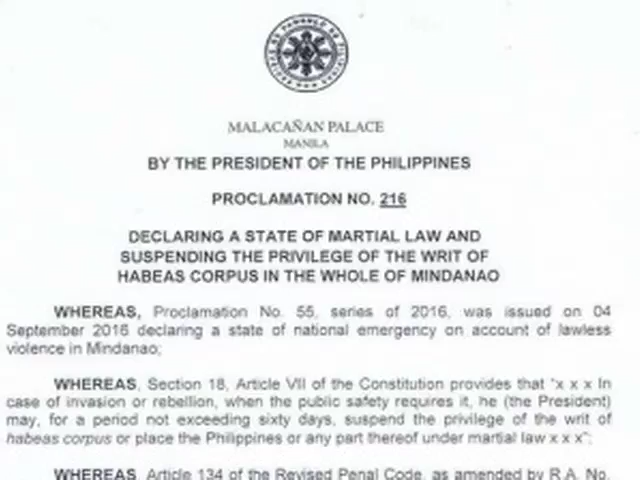 MALACAÑAN PALACE
MANILA
BY THE PRESIDENT OF THE PHILIPPINES
PROCLAMATION NO. 216
DECLARING A STATE OF MARTIAL LAW AND
SUSPENDING THE PRIVILEGE OF THE WRIT OF
HABEAS CORPUS IN THE WHOLE OF MINDANAO
WHEREAS, Proclamation No. 55, series of 2016, was issued on 04
September 2016 declaring a state of national emergency on account of lawless
violence in Mindanao;
WHEREAS, Section 18, Article VII of the Constitution provides that "x x x In
case of invasion or rebellion, when the public safety requires it, he (the President)
may, for a period not exceeding sixty days, suspend the privilege of the writ of
habeas corpus or place the Philippines or any part thereof under martial law x x x";
WHEREAS, Article 134 of the Revised Penal Code, as amended by R.A. No.